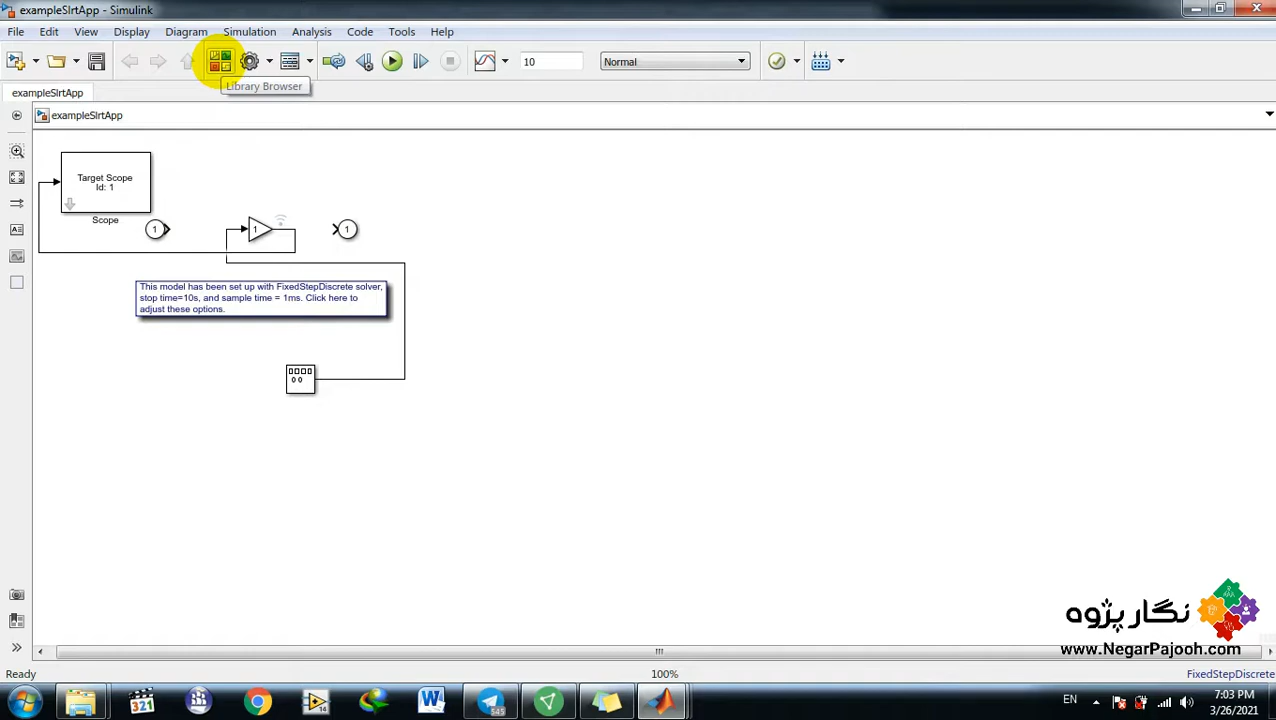 exampleSlrtApp - Simulink
File Edit View Display Diagram Simulation Analysis Code Tools Help
10 Normal
Library Browser
exampleSlrtApp
exampleSlrtApp
Target Scope
Id: 1
Scope
1
1
1
This model has been set up with FixedStepDiscrete solver,
stop time=10s, and sample time = 1ms. Click here to
adjust these options.
نگار پژوه
www.NegarPajooh.com
Ready 100% FixedStepDiscrete
EN 7:03 PM
3/26/2021